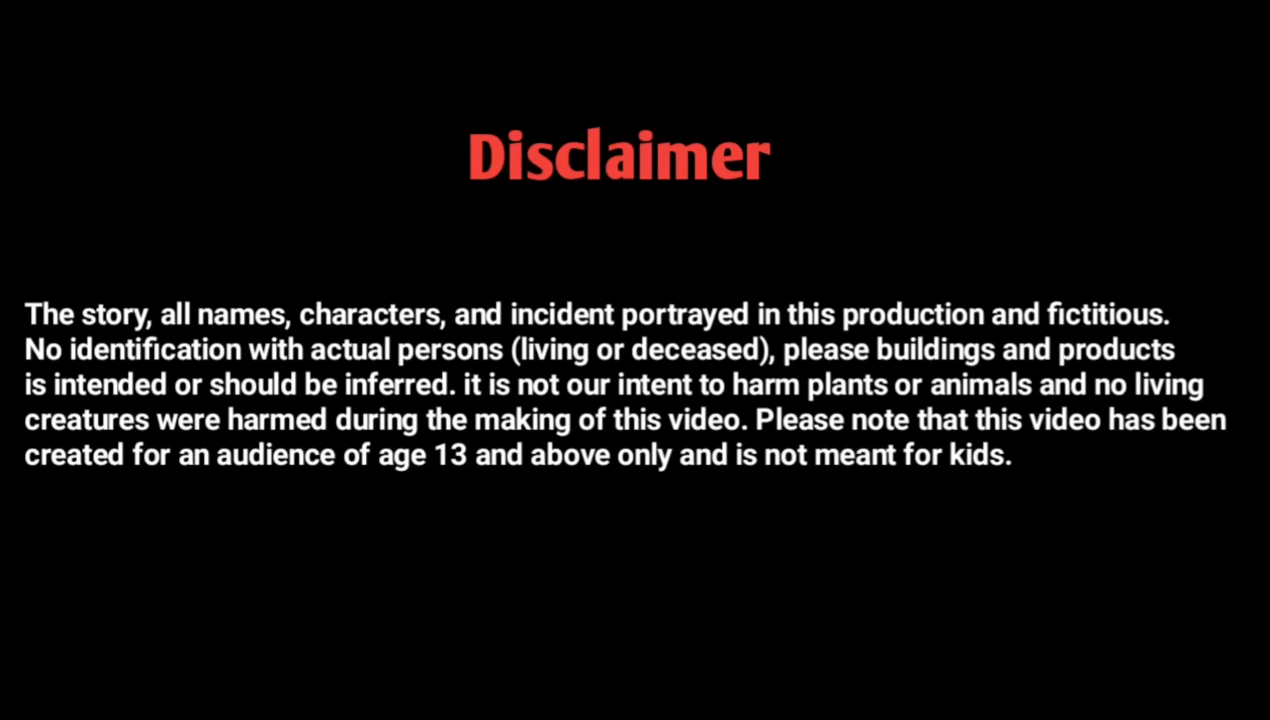 Disclaimer
The story, all names, characters, and incident portrayed in this production and fictitious.
No identification with actual persons (living or deceased), please buildings and products
is intended or should be inferred. it is not our intent to harm plants or animals and no living
creatures were harmed during the making of this video. Please note that this video has been
created for an audience of age 13 and above only and is not meant for kids.